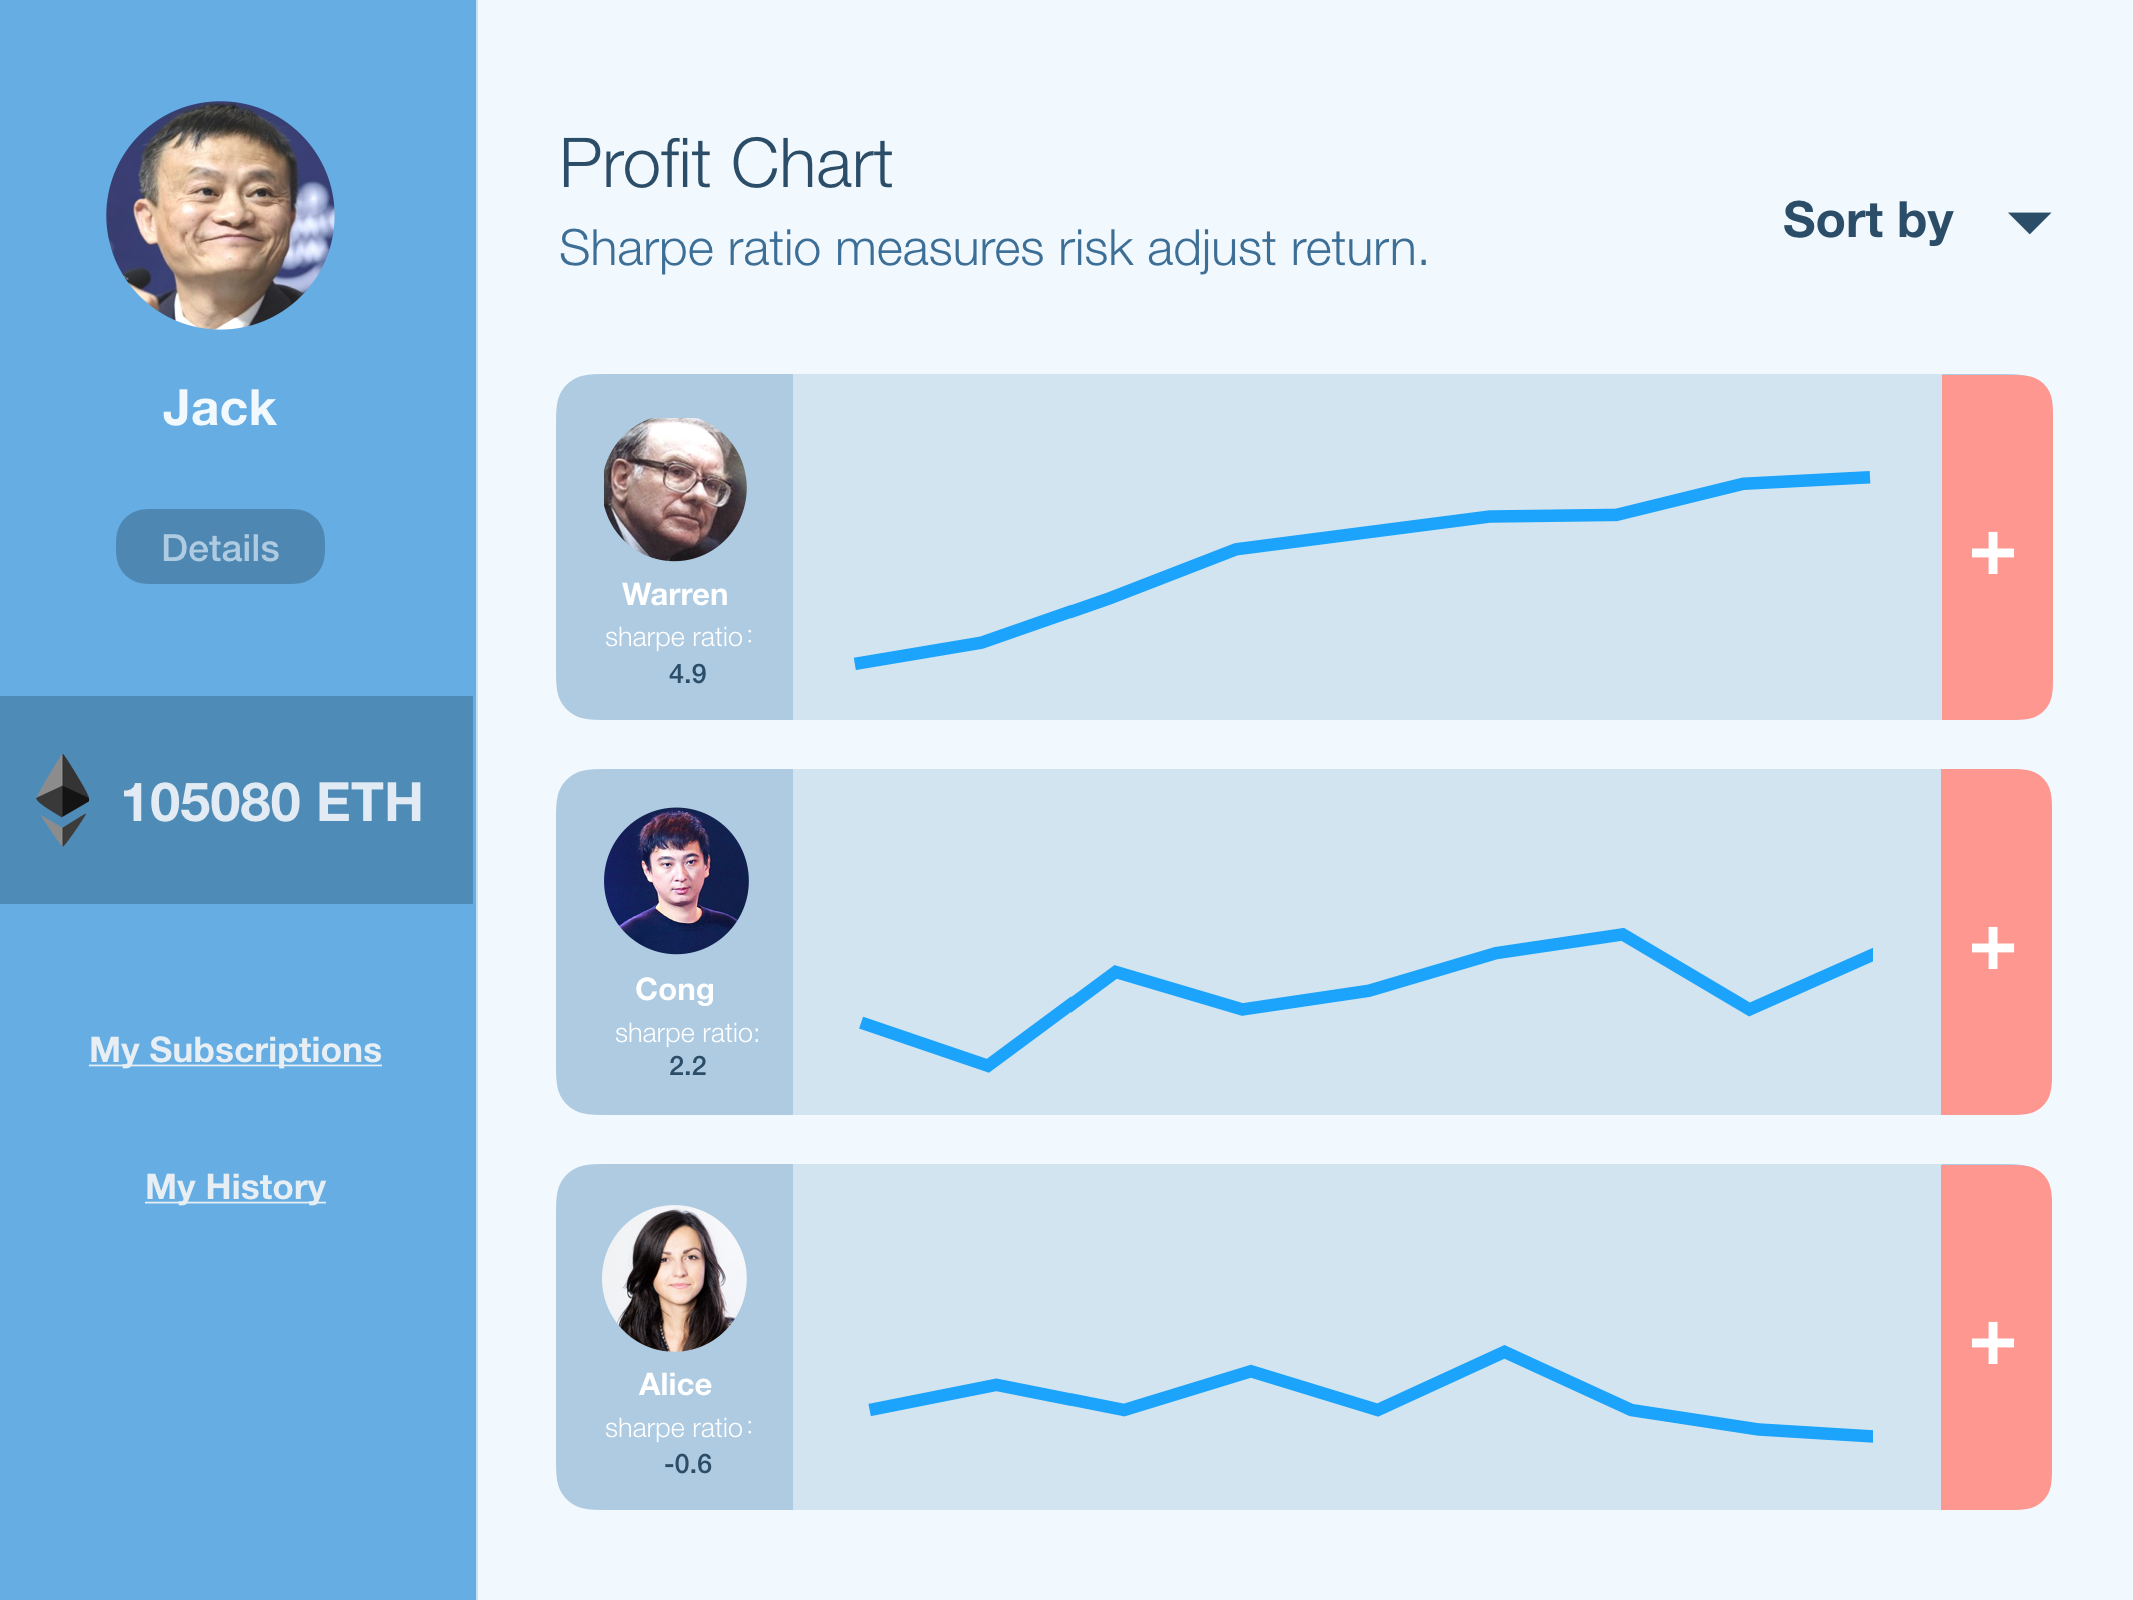 Jack
Details
105080 ETH
My Subscriptions
My History
Profit Chart
Sharpe ratio measures risk adjust return.
Sort by
Warren
sharpe ratio：
4.9
+
Cong
sharpe ratio:
2.2
+
Alice
sharpe ratio：
-0.6
+